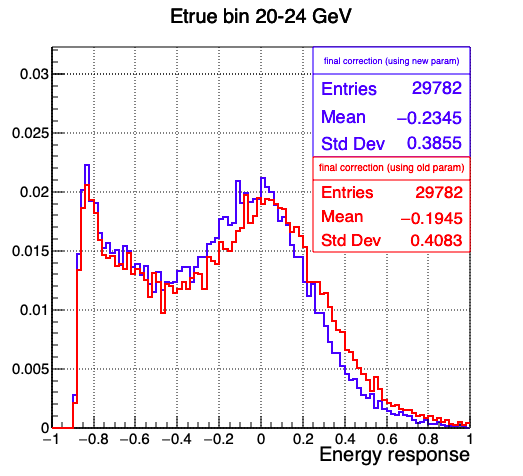 Etrue bin 20-24 GeV
final correction (using new param)
Entries 29782
Mean −0.2345
Std Dev 0.3855
final correction (using old param)
Entries 29782
Mean −0.1945
Std Dev 0.4083
0.03
0.025
0.02
0.015
0.01
0.005
0
−1 −0.8 −0.6 −0.4 −0.2 0 0.2 0.4 0.6 0.8 1
Energy response